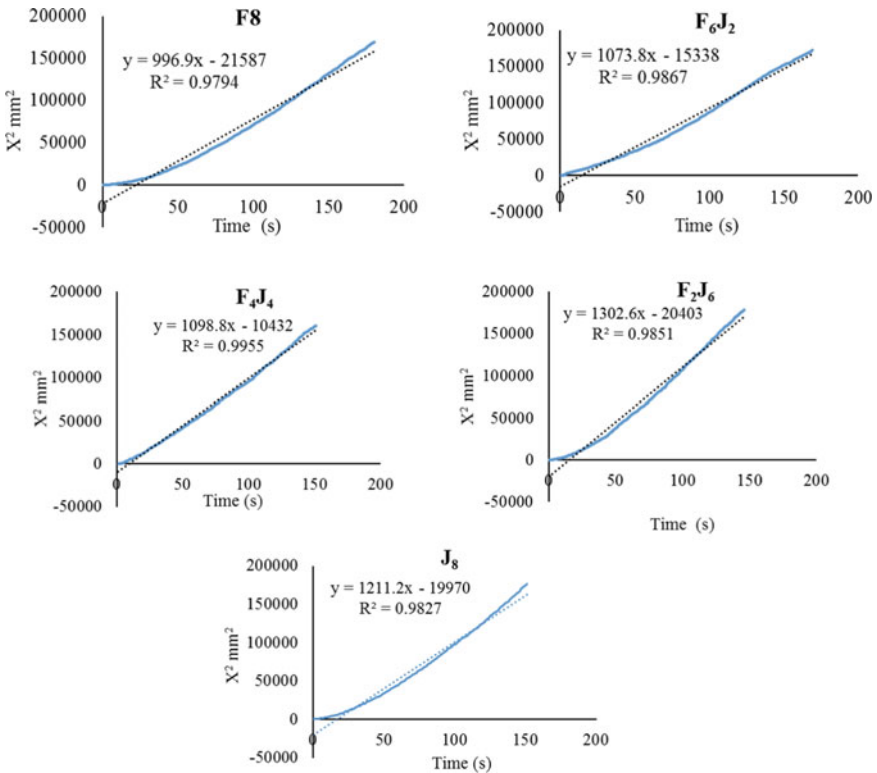 F8
200000
150000
100000
50000
0
-50000
X² mm²
y = 996.9x - 21587
R² = 0.9794
0 50 100 150 200
Time (s)
F₆J₂
200000
150000
100000
50000
0
-50000
X² mm²
y = 1073.8x - 15338
R² = 0.9867
0 50 100 150 200
Time (s)
F₄J₄
200000
150000
100000
50000
0
-50000
X² mm²
y = 1098.8x - 10432
R² = 0.9955
0 50 100 150 200
Time (s)
F₂J₆
200000
150000
100000
50000
0
-50000
X² mm²
y = 1302.6x - 20403
R² = 0.9851
0 50 100 150 200
Time (s)
J₈
200000
150000
100000
50000
0
-50000
X² mm²
y = 1211.2x - 19970
R² = 0.9827
0 50 100 150 200
Time (s)